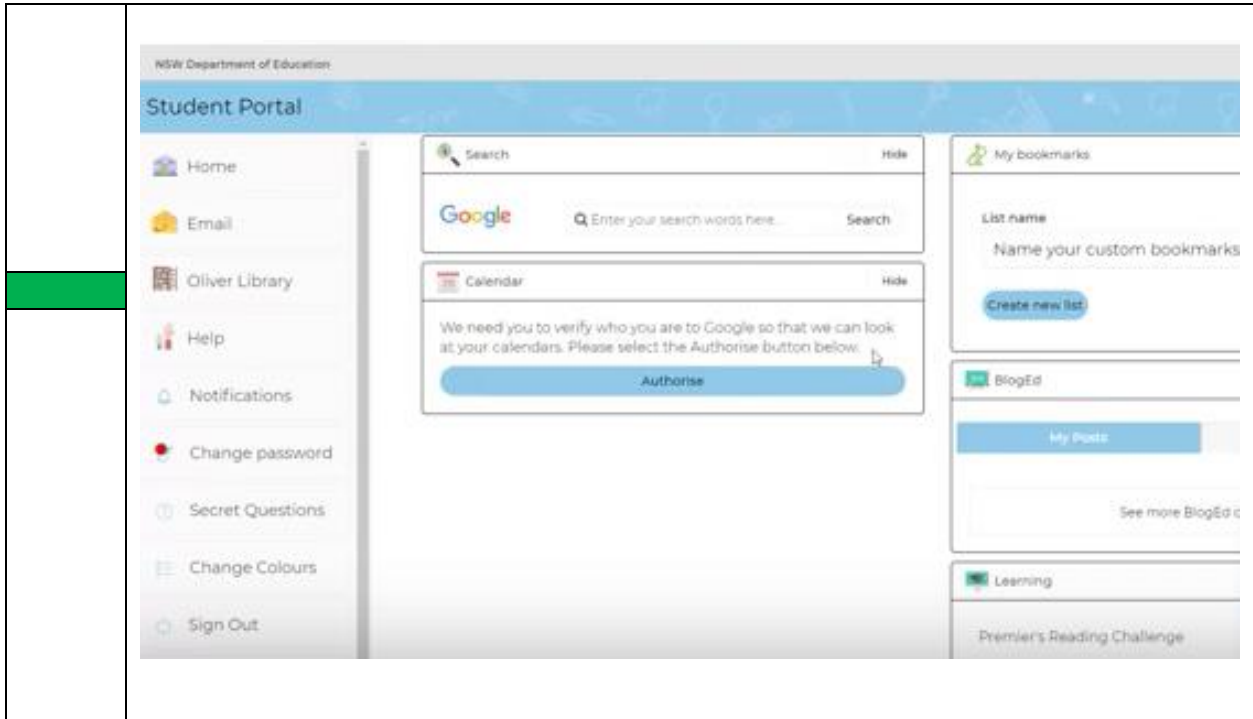 NSW Department of Education
Student Portal
Home
Email
Oliver Library
Help
Notifications
Change password
Secret Questions
Change Colours
Sign Out
Search
Hide
Google
Enter your search words here...
Search
Calendar
Hide
We need you to verify who you are to Google so that we can look
at your calendars. Please select the Authorise button below.
Authorise
My bookmarks
List name
Name your custom bookmarks
Create new list
BlogEd
My Posts
See more BlogEd
Learning
Premier's Reading Challenge